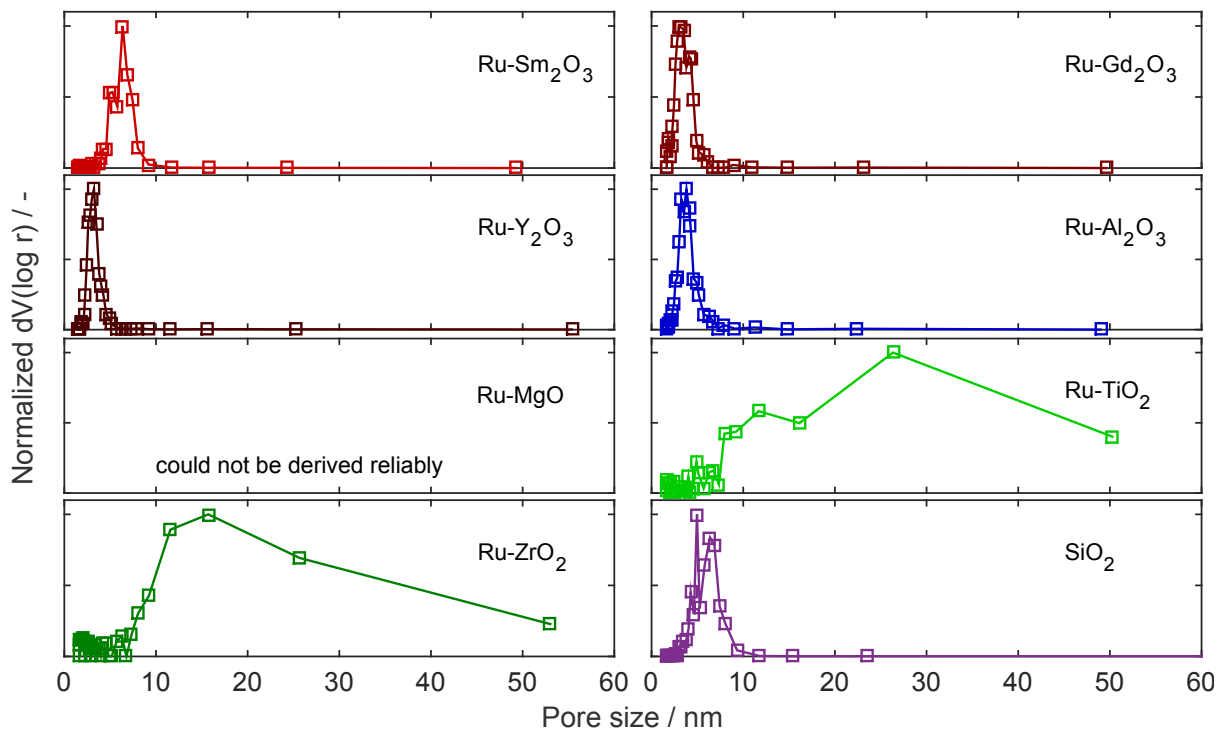 Normalized dV(log r) / -
Ru-Sm₂O₃
Ru-Gd₂O₃
Ru-Y₂O₃
Ru-Al₂O₃
Ru-MgO
could not be derived reliably
Ru-TiO₂
Ru-ZrO₂
SiO₂
0 10 20 30 40 50 60
0 10 20 30 40 50 60
Pore size / nm